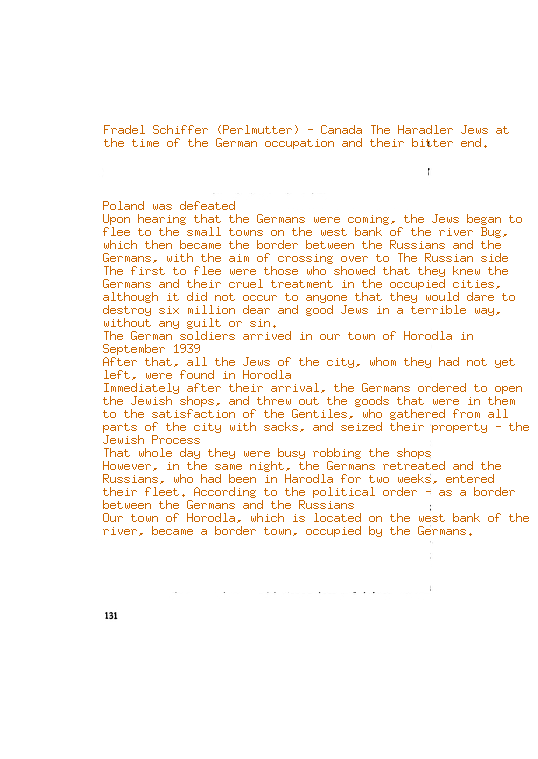 Fradel Schiffer (Perlmutter) - Canada The Haradler Jews at
the time of the German occupation and their bitter end.
Poland was defeated
Upon hearing that the Germans were coming, the Jews began to
flee to the small towns on the west bank of the river Bug,
which then became the border between the Russians and the
Germans, with the aim of crossing over to The Russian side
The first to flee were those who showed that they knew the
Germans and their cruel treatment in the occupied cities,
although it did not occur to anyone that they would dare to
destroy six million dear and good Jews in a terrible way,
without any guilt or sin.
The German soldiers arrived in our town of Horodla in
September 1939
After that, all the Jews of the city, whom they had not yet
left, were found in Horodla
Immediately after their arrival, the Germans ordered to open
the Jewish shops, and threw out the goods that were in them
to the satisfaction of the Gentiles, who gathered from all
parts of the city with sacks, and seized their property - the
Jewish Process
That whole day they were busy robbing the shops
However, in the same night, the Germans retreated and the
Russians, who had been in Harodla for two weeks, entered
their fleet. According to the political order - as a border
between the Germans and the Russians
Our town of Horodla, which is located on the west bank of the
river, became a border town, occupied by the Germans.
131